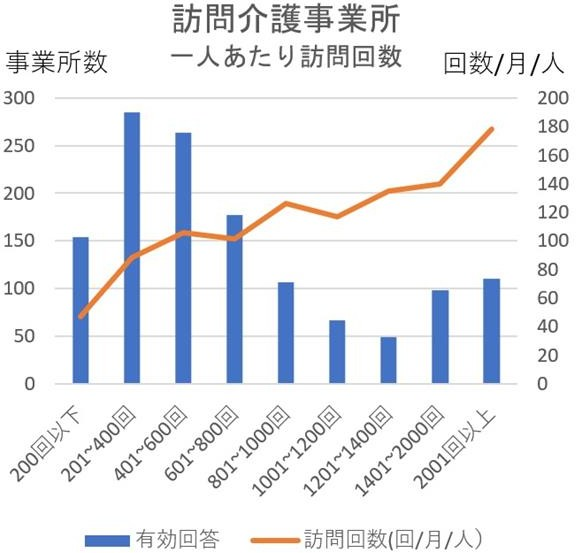 訪問介護事業所
一人あたり訪問回数
事業所数
回数/月/人
300
250
200
150
100
50
0
200
180
160
140
120
100
80
60
40
20
0
200回以下
201~400回
401~600回
601~800回
801~1000回
1001~1200回
1201~1400回
1401~2000回
2001回以上
有効回答
訪問回数(回/月/人)